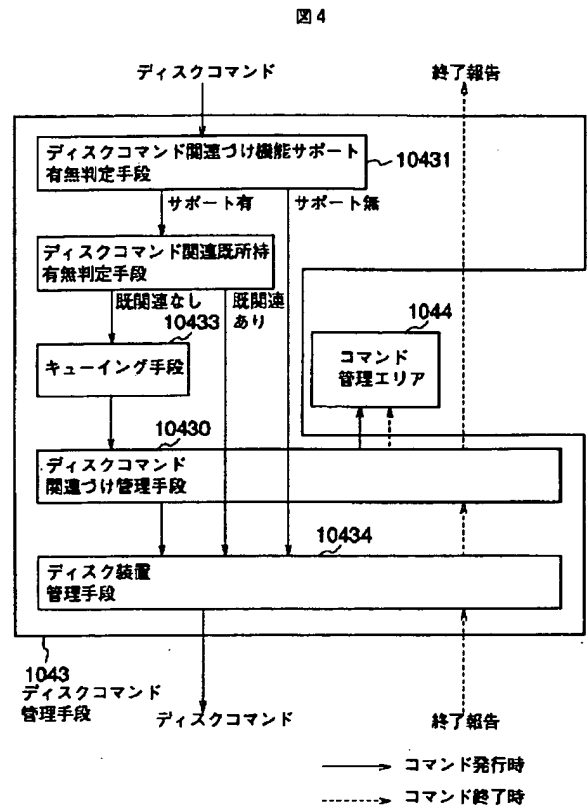 図4
ディスクコマンド
終了報告
ディスクコマンド関連づけ機能サポート
有無判定手段
10431
サポート有
サポート無
ディスクコマンド関連既所持
有無判定手段
既関連なし
既関連
あり
10433
1044
キューイング手段
コマンド
管理エリア
10430
ディスクコマンド
関連づけ管理手段
10434
ディスク装置
管理手段
1043
ディスクコマンド
管理手段
ディスクコマンド
終了報告
コマンド発行時
コマンド終了時